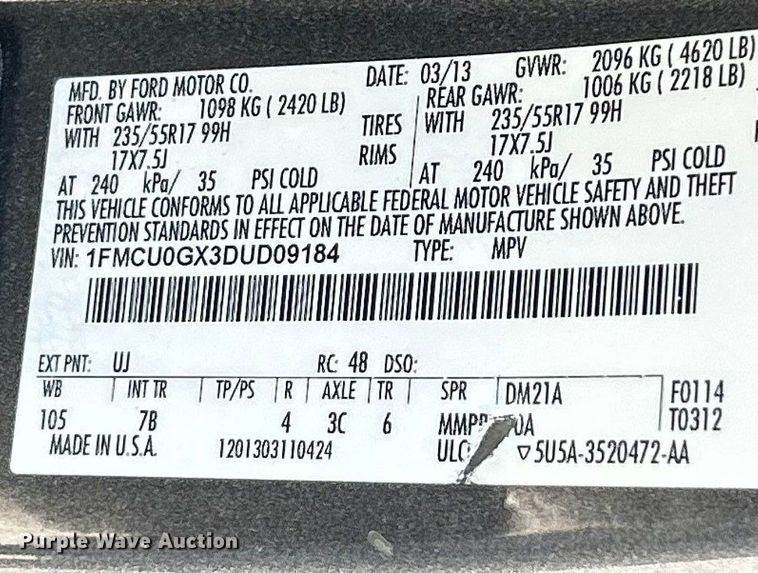 MFD. BY FORD MOTOR CO. DATE: 03/13 GVWR: 2096 KG ( 4620 LB)
FRONT GAWR: 1098 KG ( 2420 LB) REAR GAWR: 1006 KG ( 2218 LB)
WITH 235/55R17 99H TIRES WITH 235/55R17 99H
17X7.5J RIMS 17X7.5J
AT 240 kPa/ 35 PSI COLD AT 240 kPa/ 35 PSI COLD
THIS VEHICLE CONFORMS TO ALL APPLICABLE FEDERAL MOTOR VEHICLE SAFETY AND THEFT
PREVENTION STANDARDS IN EFFECT ON THE DATE OF MANUFACTURE SHOWN ABOVE.
VIN: 1FMCU0GX3DUD09184 TYPE: MPV
EXT PNT: UJ RC: 48 DSO:
WB INT TR TP/PS R AXLE TR SPR DM21A F0114
105 7B 4 3C 6 0A T0312
MADE IN U.S.A. 1201303110424 ▽5U5A-3520472-AA
Purple Wave Auction